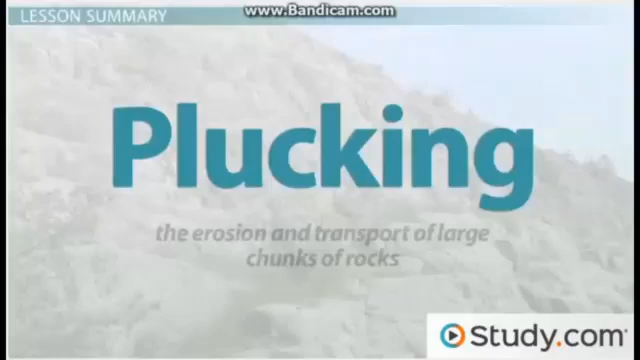 LESSON SUMMARY
www.Bandicam.com
Plucking
the erosion and transport of large
chunks of rocks
Study.com